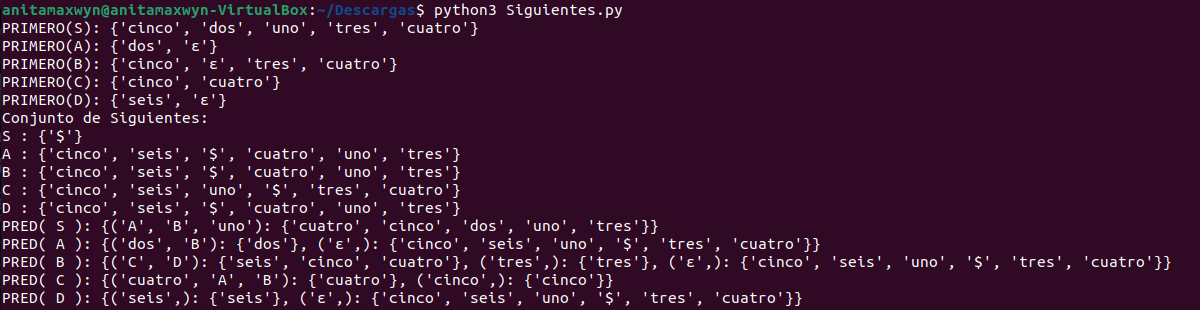 anitamaxwyn@anitamaxwyn-VirtualBox:~/Descargas$ python3 Siguientes.py
PRIMERO(S): {'cinco', 'dos', 'uno', 'tres', 'cuatro'}
PRIMERO(A): {'dos', 'ε'}
PRIMERO(B): {'cinco', 'ε', 'tres', 'cuatro'}
PRIMERO(C): {'cinco', 'cuatro'}
PRIMERO(D): {'seis', 'ε'}
Conjunto de Siguientes:
S : {'$'}
A : {'cinco', 'seis', '$', 'cuatro', 'uno', 'tres'}
B : {'cinco', 'seis', '$', 'cuatro', 'uno', 'tres'}
C : {'cinco', 'seis', 'uno', '$', 'tres', 'cuatro'}
D : {'cinco', 'seis', '$', 'cuatro', 'uno', 'tres'}
PRED( S ): {('A', 'B', 'uno'): {'cuatro', 'cinco', 'dos', 'uno', 'tres'}}
PRED( A ): {('dos', 'B'): {'dos'}, ('ε',): {'cinco', 'seis', 'uno', '$', 'tres', 'cuatro'}}
PRED( B ): {('C', 'D'): {'seis', 'cinco', 'cuatro'}, ('tres',): {'tres'}, ('ε',): {'cinco', 'seis', 'uno', '$', 'tres', 'cuatro'}}
PRED( C ): {('cuatro', 'A', 'B'): {'cuatro'}, ('cinco',): {'cinco'}}
PRED( D ): {('seis',): {'seis'}, ('ε',): {'cinco', 'seis', 'uno', '$', 'tres', 'cuatro'}}